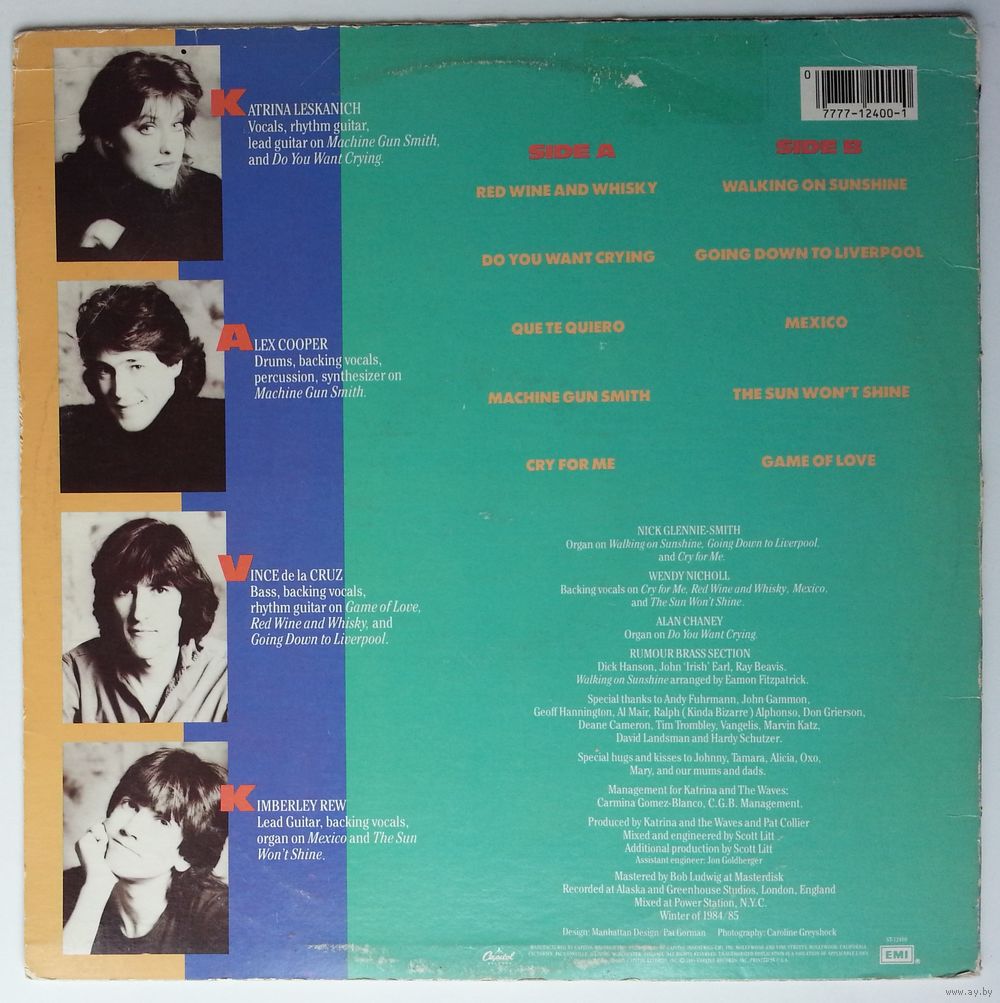 KATRINA LESKANICH
Vocals, rhythm guitar,
lead guitar on Machine Gun Smith,
and Do You Want Crying.
ALEX COOPER
Drums, backing vocals,
percussion, synthesizer on
Machine Gun Smith.
VINCE de la CRUZ
Bass, backing vocals,
rhythm guitar on Game of Love,
Red Wine and Whisky, and
Going Down to Liverpool.
KIMBERLEY REW
Lead Guitar, backing vocals,
organ on Mexico and The Sun
Won't Shine.
0
7777-12400-1
SIDE A
RED WINE AND WHISKY
DO YOU WANT CRYING
QUE TE QUIERO
MACHINE GUN SMITH
CRY FOR ME
SIDE B
WALKING ON SUNSHINE
GOING DOWN TO LIVERPOOL
MEXICO
THE SUN WON'T SHINE
GAME OF LOVE
NICK GLENNIE-SMITH
Organ on Walking on Sunshine, Going Down to Liverpool,
and Cry for Me.
WENDY NICHOLL
Backing vocals on Cry for Me, Red Wine and Whisky, Mexico,
and The Sun Won't Shine.
ALAN CHANEY
Organ on Do You Want Crying.
RUMOUR BRASS SECTION
Dick Hanson, John 'Irish' Earl, Ray Beavis.
Walking on Sunshine arranged by Eamon Fitzpatrick.
Special thanks to Andy Fuhrmann, John Gammon,
Geoff Hannington, Al Mair, Ralph (Kinda Bizarre) Alphonso, Don Grierson,
Deane Cameron, Tim Trombley, Vangelis, Marvin Katz,
David Landsman and Hardy Schutzer.
Special hugs and kisses to Johnny, Tamara, Alicia, Oxo,
Mary, and our mums and dads.
Management for Katrina and The Waves:
Carmina Gomez-Blanco, C.G.B. Management.
Produced by Katrina and the Waves and Pat Collier
Mixed and engineered by Scott Litt
Additional production by Scott Litt
Assistant engineer: Jon Goldberger
Mastered by Bob Ludwig at Masterdisk
Recorded at Alaska and Greenhouse Studios, London, England
Mixed at Power Station, N.Y.C.
Winter of 1984/85
Design: Manhattan Design/Pat Gorman Photography: Caroline Greyshock
Capitol
ST-12400
EMI
www.ay.by